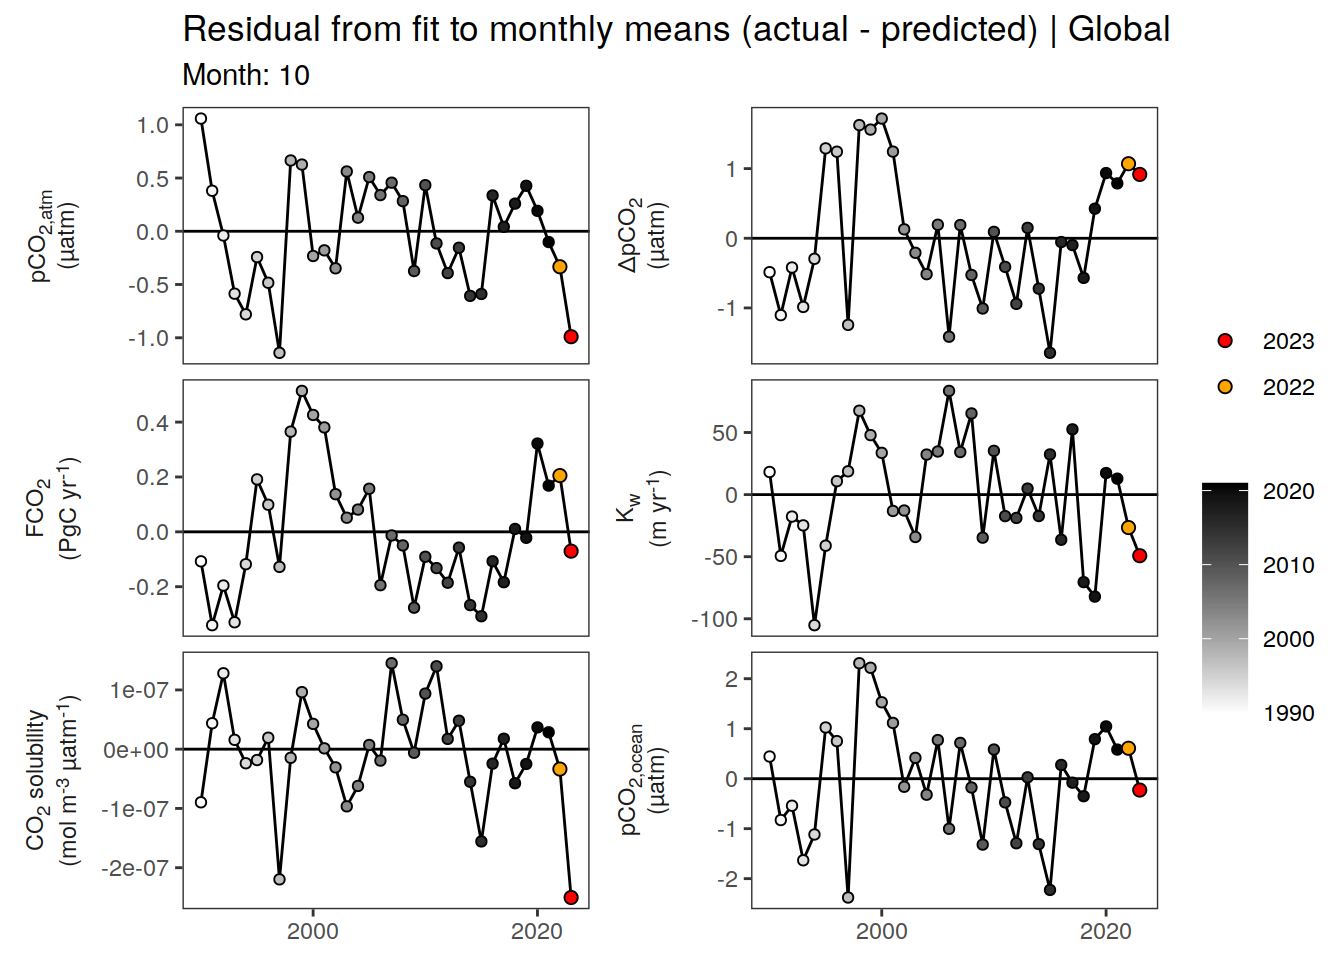 Residual from fit to monthly means (actual - predicted) | Global
Month: 10
pCO2,atm
(µatm)
1.0
0.5
0.0
-0.5
-1.0
ΔpCO2
(µatm)
1
0
-1
FCO2
(PgC yr-1)
0.4
0.2
0.0
-0.2
Kw
(m yr-1)
50
0
-50
-100
CO2 solubility
(mol m-3 µatm-1)
1e-07
0e+00
-1e-07
-2e-07
2000
2020
pCO2,ocean
(µatm)
2
1
0
-1
-2
2000
2020
2023
2022
2020
2010
2000
1990